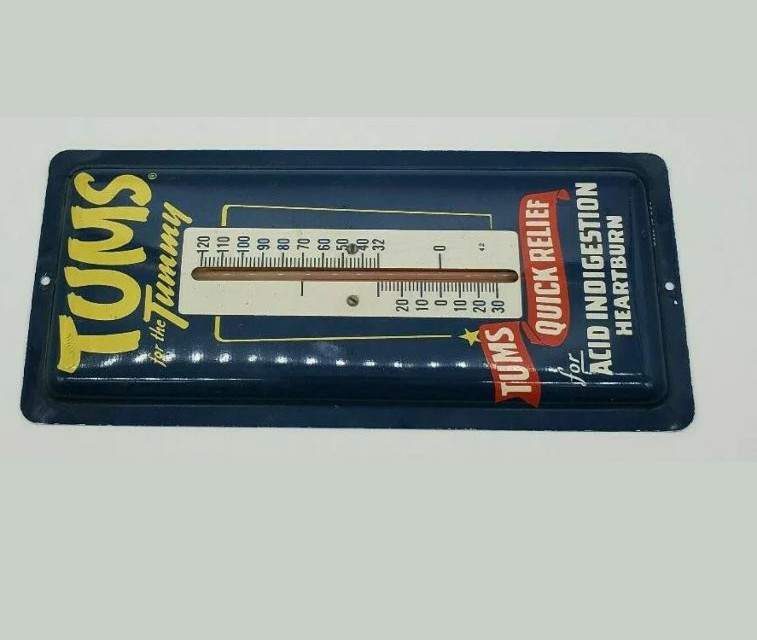 TUMS®
for the Tummy
120 110 100 90 80 70 60 50 40 32 0 42
20 10 0 10 20 30
TUMS QUICK RELIEF
for ACID INDIGESTION
HEARTBURN